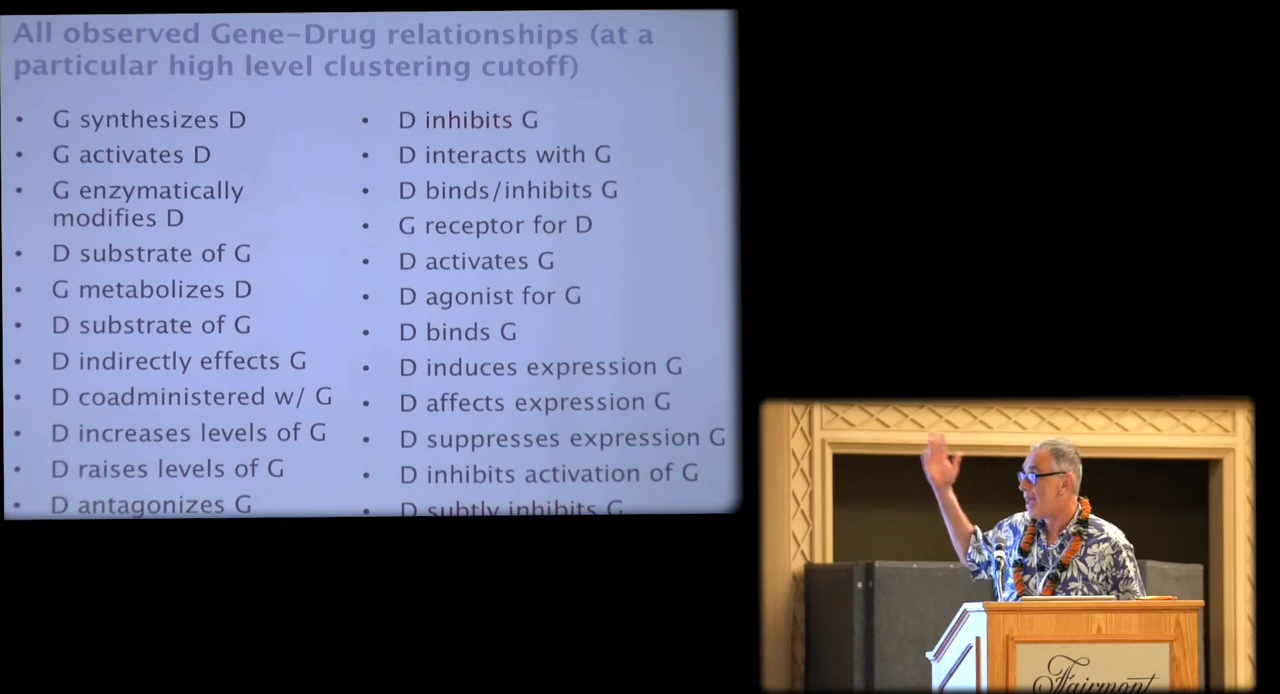 All observed Gene-Drug relationships (at a
particular high level clustering cutoff)
• G synthesizes D
• G activates D
• G enzymatically
modifies D
• D substrate of G
• G metabolizes D
• D substrate of G
• D indirectly effects G
• D coadministered w/ G
• D increases levels of G
• D raises levels of G
• D antagonizes G
• D inhibits G
• D interacts with G
• D binds/inhibits G
• G receptor for D
• D activates G
• D agonist for G
• D binds G
• D induces expression G
• D affects expression G
• D suppresses expression G
• D inhibits activation of G
• D subtly inhibits G
Fairmont